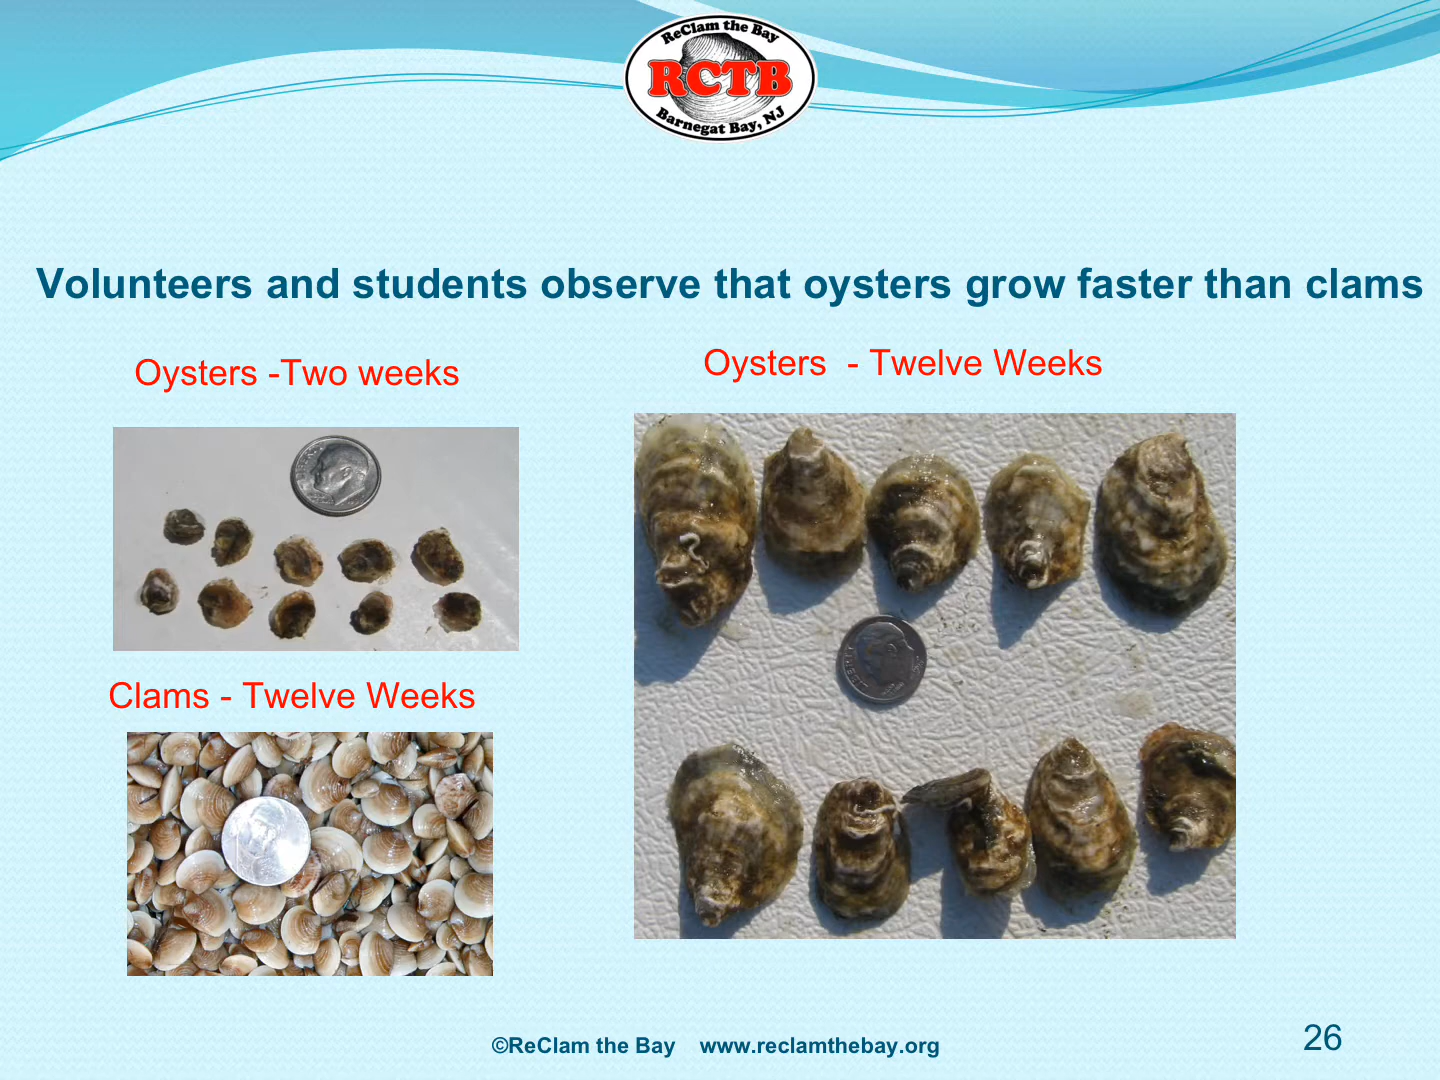 ReClam the Bay
RCTB
Barnegat Bay, NJ
Volunteers and students observe that oysters grow faster than clams
Oysters -Two weeks
Oysters - Twelve Weeks
Clams - Twelve Weeks
©ReClam the Bay www.reclamthebay.org
26